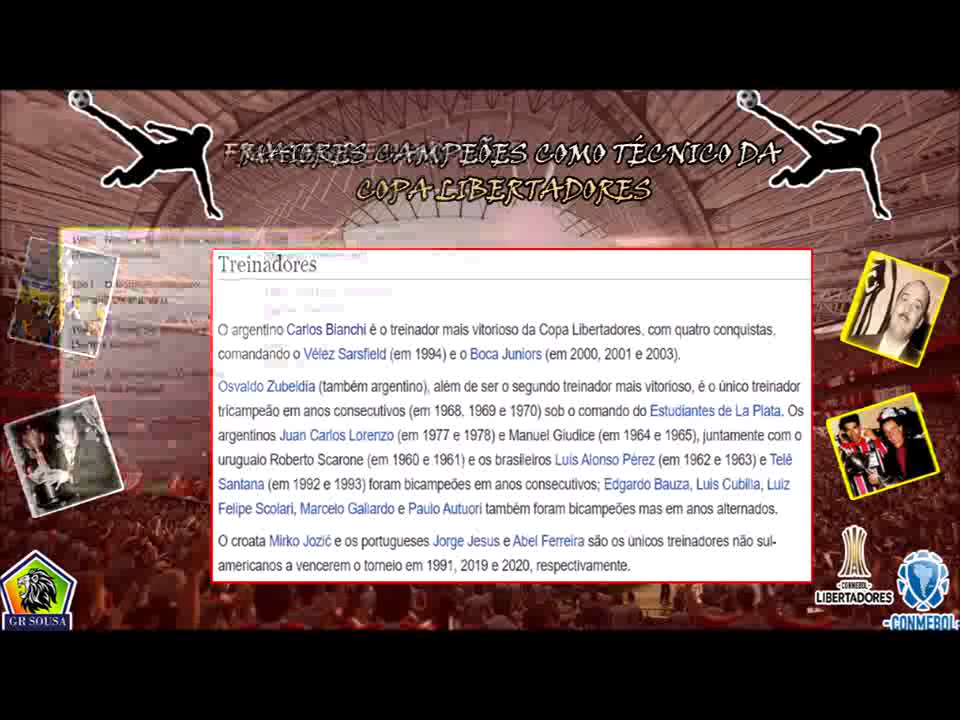 MAIORES CAMPEÕES COMO TÉCNICO DA
COPA LIBERTADORES
Treinadores
O argentino Carlos Bianchi é o treinador mais vitorioso da Copa Libertadores, com quatro conquistas,
comandando o Vélez Sarsfield (em 1994) e o Boca Juniors (em 2000, 2001 e 2003).
Osvaldo Zubeldía (também argentino), além de ser o segundo treinador mais vitorioso, é o único treinador
tricampeão em anos consecutivos (em 1968, 1969 e 1970) sob o comando do Estudiantes de La Plata. Os
argentinos Juan Carlos Lorenzo (em 1977 e 1978) e Manuel Giudice (em 1964 e 1965), juntamente com o
uruguaio Roberto Scarone (em 1960 e 1961) e os brasileiros Luís Alonso Pérez (em 1962 e 1963) e Telê
Santana (em 1992 e 1993) foram bicampeões em anos consecutivos; Edgardo Bauza, Luis Cubilla, Luiz
Felipe Scolari, Marcelo Gallardo e Paulo Autuori também foram bicampeões mas em anos alternados.
O croata Mirko Jozić e os portugueses Jorge Jesus e Abel Ferreira são os únicos treinadores não sul-
americanos a vencerem o torneio em 1991, 2019 e 2020, respectivamente.
GR SOUSA
CONMEBOL
LIBERTADORES
-CONMEBOL-